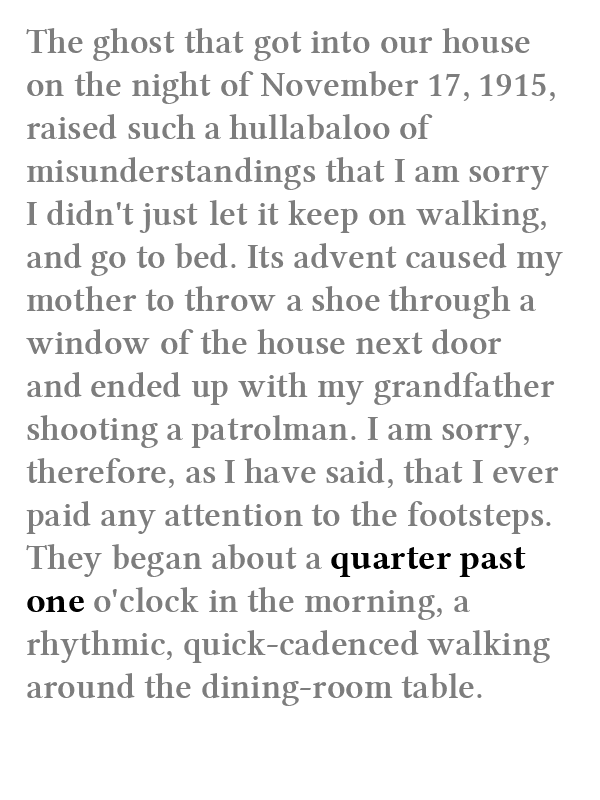 The ghost that got into our house
on the night of November 17, 1915,
raised such a hullabaloo of
misunderstandings that I am sorry
I didn't just let it keep on walking,
and go to bed. Its advent caused my
mother to throw a shoe through a
window of the house next door
and ended up with my grandfather
shooting a patrolman. I am sorry,
therefore, as I have said, that I ever
paid any attention to the footsteps.
They began about a quarter past
one o'clock in the morning, a
rhythmic, quick-cadenced walking
around the dining-room table.